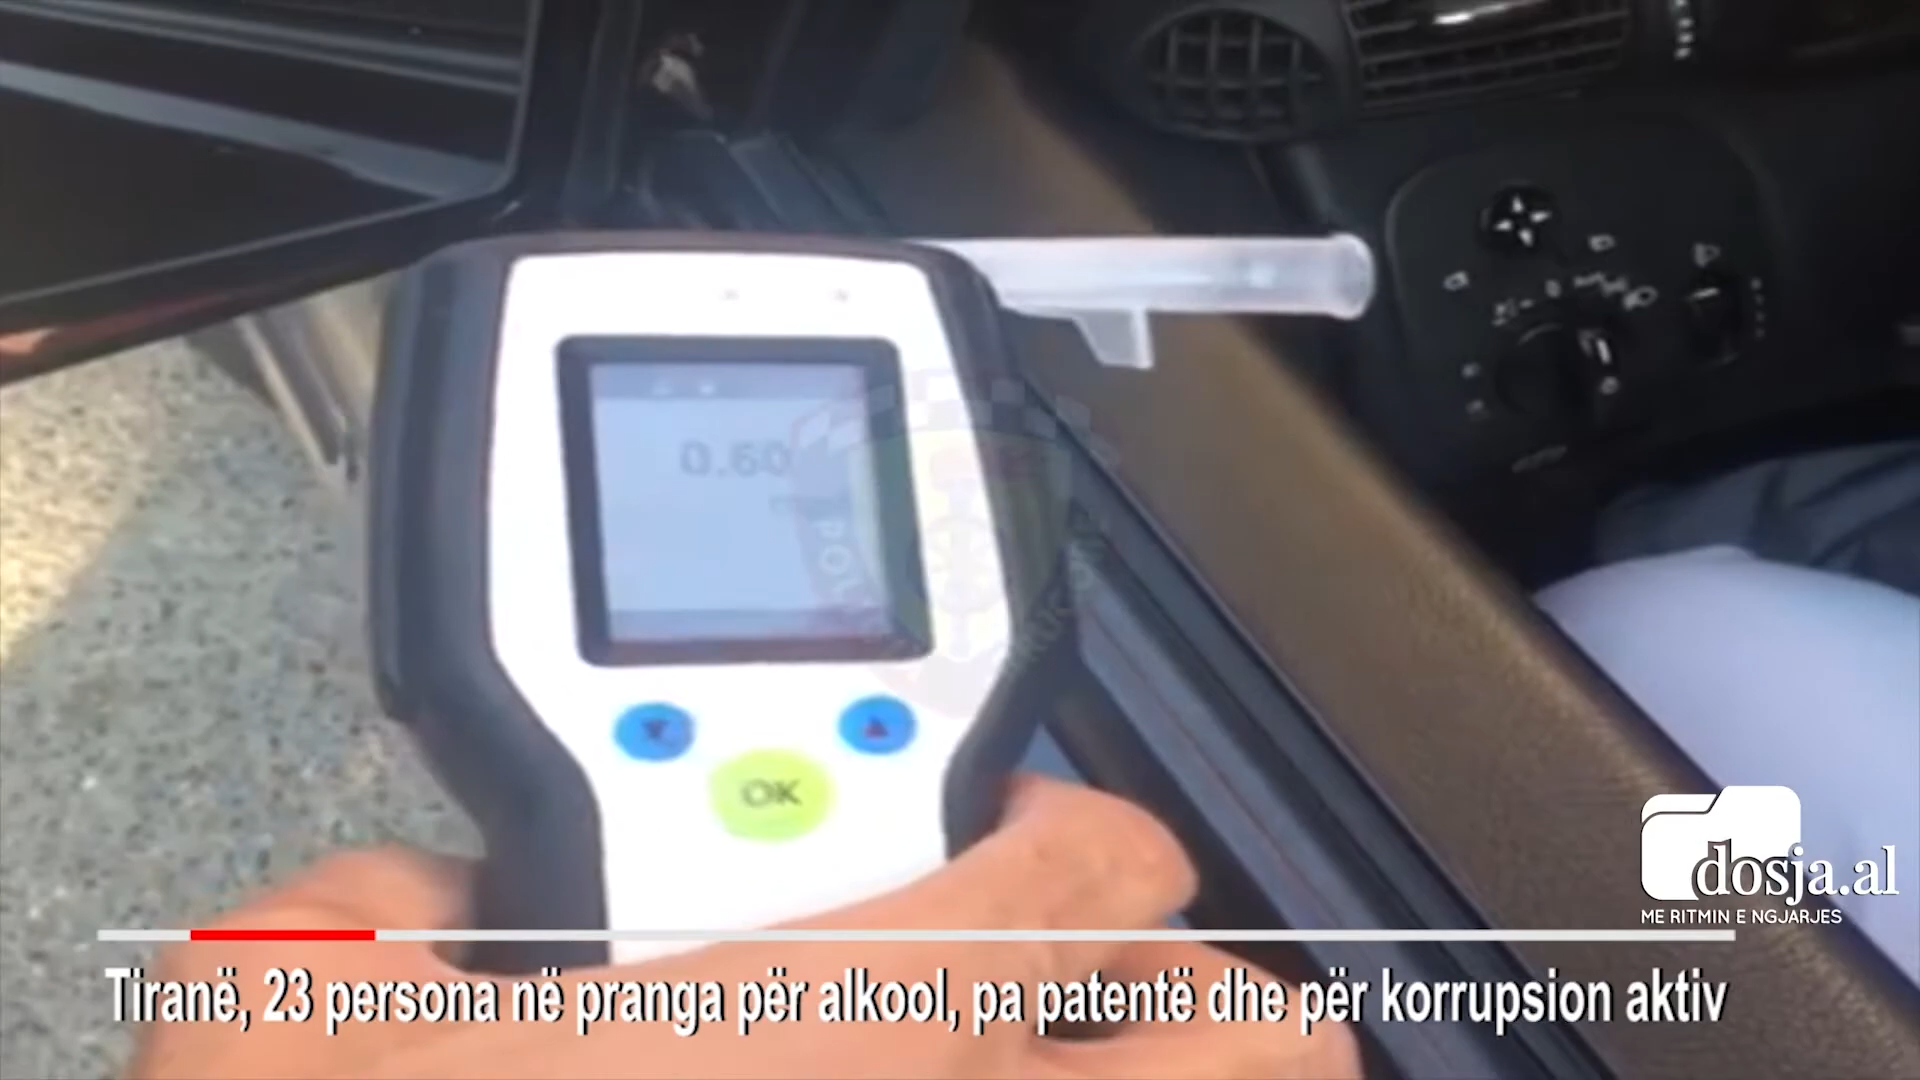 0.60
OK
dosja.al
ME RITMIN E NGJARJES
Tiranë, 23 persona në pranga për alkool, pa patentë dhe për korrupsion aktiv